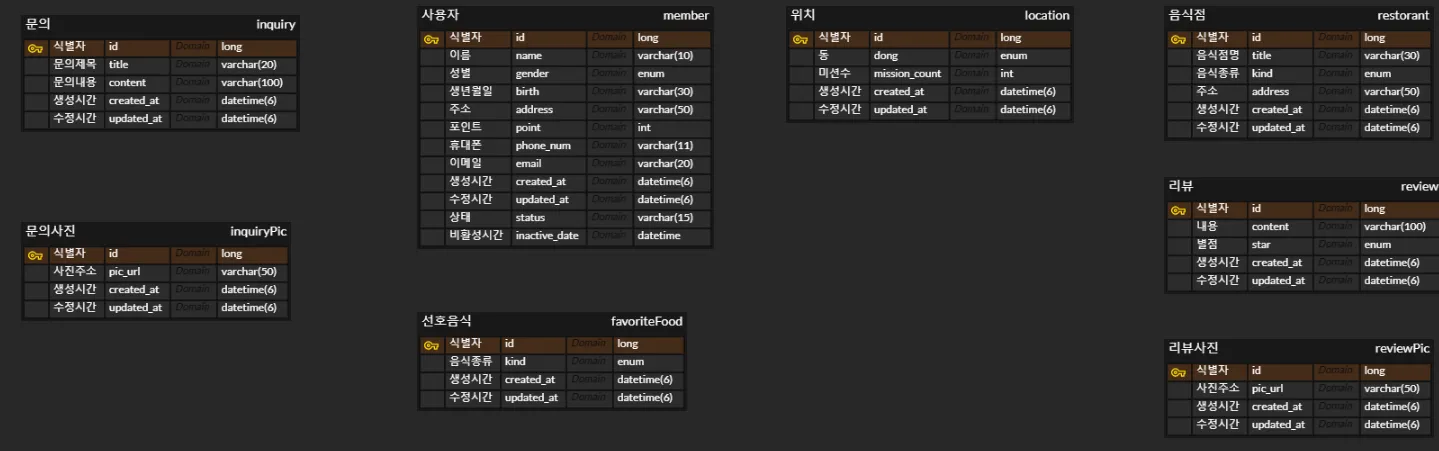 문의 inquiry
식별자 id Domain long
문의제목 title Domain varchar(20)
문의내용 content Domain varchar(100)
생성시간 created_at Domain datetime(6)
수정시간 updated_at Domain datetime(6)
문의사진 inquiryPic
식별자 id Domain long
사진주소 pic_url Domain varchar(50)
생성시간 created_at Domain datetime(6)
수정시간 updated_at Domain datetime(6)
사용자 member
식별자 id Domain long
이름 name Domain varchar(10)
성별 gender Domain enum
생년월일 birth Domain varchar(30)
주소 address Domain varchar(50)
포인트 point Domain int
휴대폰 phone_num Domain varchar(11)
이메일 email Domain varchar(20)
생성시간 created_at Domain datetime(6)
수정시간 updated_at Domain datetime(6)
상태 status Domain varchar(15)
비활성시간 inactive_date Domain datetime
선호음식 favoriteFood
식별자 id Domain long
음식종류 kind Domain enum
생성시간 created_at Domain datetime(6)
수정시간 updated_at Domain datetime(6)
위치 location
식별자 id Domain long
동 dong Domain enum
미션수 mission_count Domain int
생성시간 created_at Domain datetime(6)
수정시간 updated_at Domain datetime(6)
음식점 restorant
식별자 id Domain long
음식점명 title Domain varchar(30)
음식종류 kind Domain enum
주소 address Domain varchar(50)
생성시간 created_at Domain datetime(6)
수정시간 updated_at Domain datetime(6)
리뷰 review
식별자 id Domain long
내용 content Domain varchar(100)
별점 star Domain enum
생성시간 created_at Domain datetime(6)
수정시간 updated_at Domain datetime(6)
리뷰사진 reviewPic
식별자 id Domain long
사진주소 pic_url Domain varchar(50)
생성시간 created_at Domain datetime(6)
수정시간 updated_at Domain datetime(6)